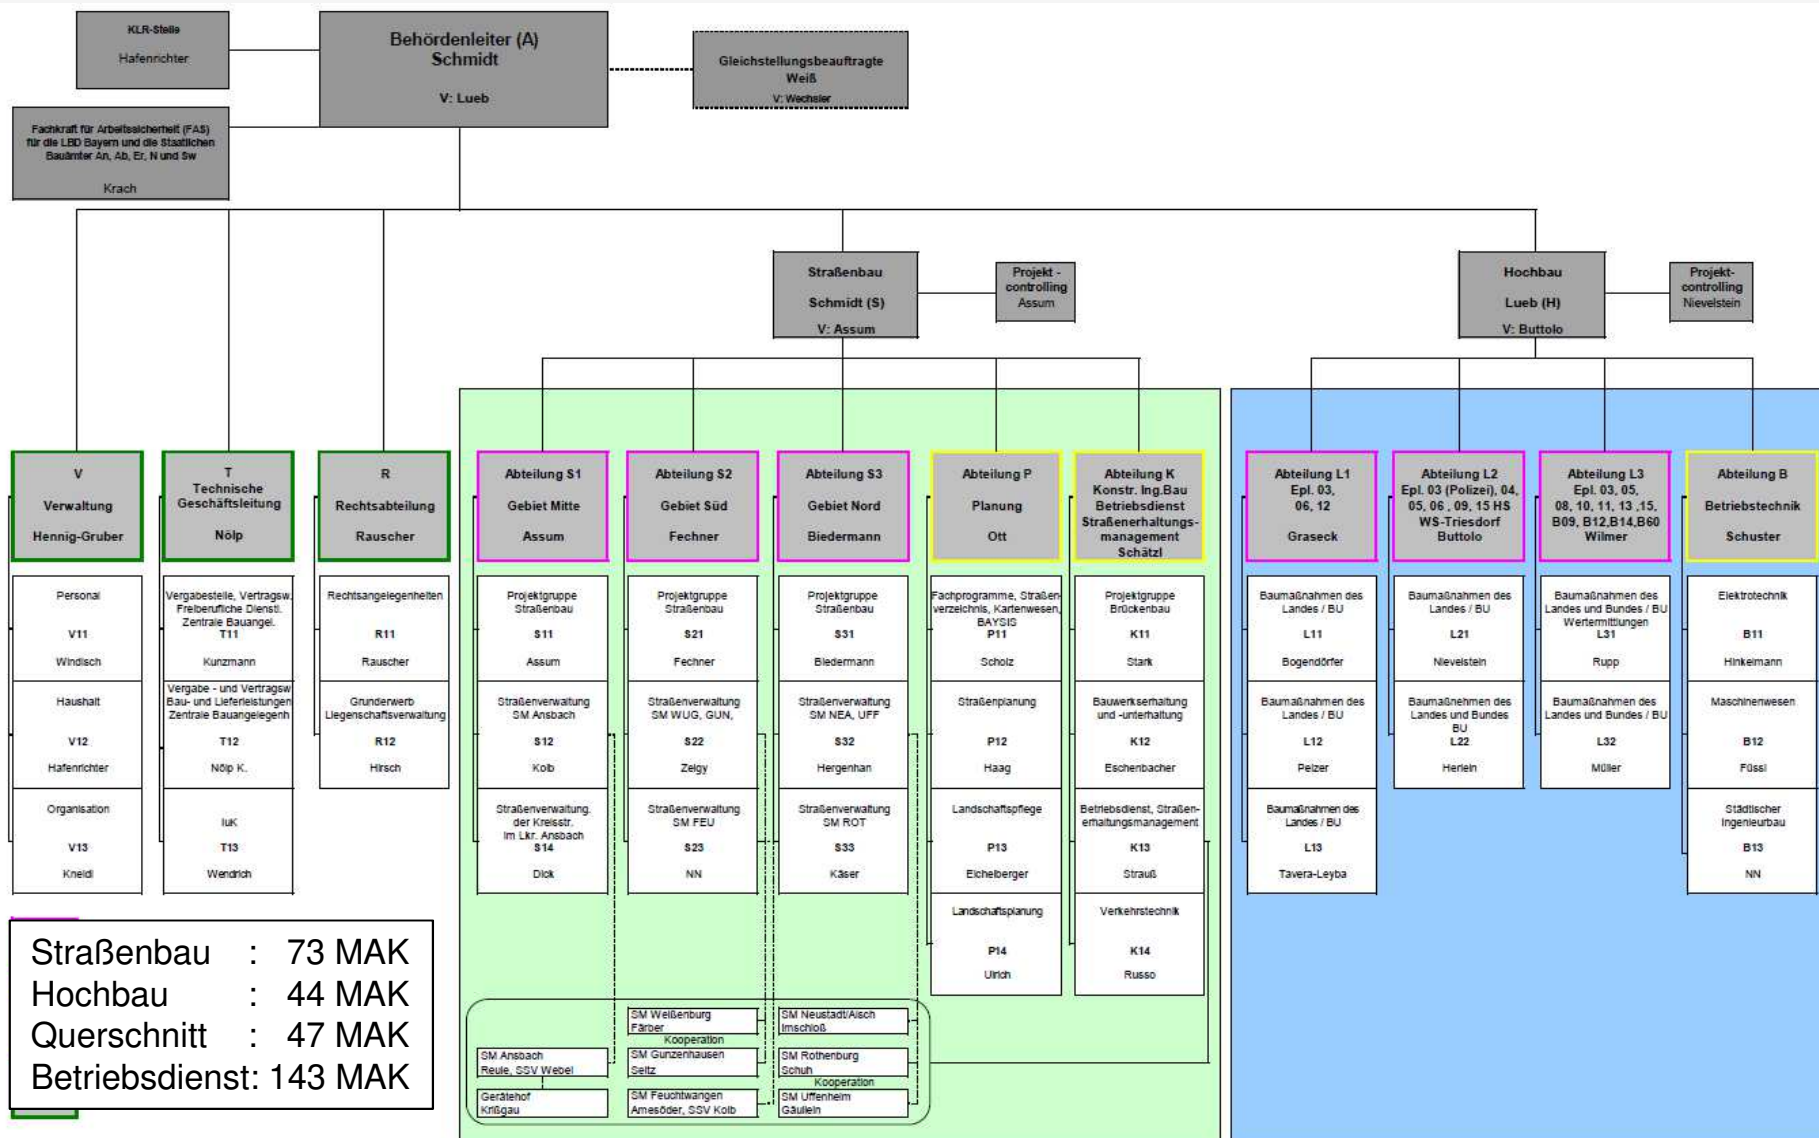 KLR-Stelle
Hafenrichter
Behördenleiter (A)
Schmidt
V: Lueb
Gleichstellungsbeauftragte
Weiß
V: Wechsler
Fachkraft für Arbeitssicherheit (FAS)
für die LBD Bayern und die Staatlichen
Bauämter An, Ab, Er, N und Sw
Krach
Straßenbau
Schmidt (S)
V: Assum
Projekt -
controlling
Assum
Hochbau
Lueb (H)
V: Buttolo
Projekt-
controlling
Nievelstein
V
Verwaltung
Hennig-Gruber
T
Technische
Geschäftsleitung
Nölp
R
Rechtsabteilung
Rauscher
Abteilung S1
Gebiet Mitte
Assum
Abteilung S2
Gebiet Süd
Fechner
Abteilung S3
Gebiet Nord
Biedermann
Abteilung P
Planung
Ott
Abteilung K
Konstr. Ing.Bau
Betriebsdienst
Straßenerhaltungs-
management
Schätzl
Abteilung L1
Epl. 03,
06, 12
Graseck
Abteilung L2
Epl. 03 (Polizei), 04,
05, 06 , 09, 15 HS
WS-Triesdorf
Buttolo
Abteilung L3
Epl. 03, 05,
08, 10, 11, 13 ,15,
B09, B12,B14,B60
Wilmer
Abteilung B
Betriebstechnik
Schuster
Personal
V11
Windisch
Haushalt
V12
Hafenrichter
Organisation
V13
Kneidl
Vergabestelle, Vertragsw.
Freiberufliche Dienstl.
Zentrale Bauangel.
T11
Kunzmann
Vergabe - und Vertragsw
Bau- und Lieferleistungen
Zentrale Bauangelegenh
T12
Nölp K.
IuK
T13
Wendrich
Rechtsangelegenheiten
R11
Rauscher
Grunderwerb
Liegenschaftsverwaltung
R12
Hirsch
Projektgruppe
Straßenbau
S11
Assum
Straßenverwaltung
SM Ansbach
S12
Kolb
Straßenverwaltung.
der Kreisstr.
im Lkr. Ansbach
S14
Dick
Projektgruppe
Straßenbau
S21
Fechner
Straßenverwaltung
SM WUG, GUN,
S22
Zelgy
Straßenverwaltung
SM FEU
S23
NN
Projektgruppe
Straßenbau
S31
Biedermann
Straßenverwaltung
SM NEA, UFF
S32
Hergenhan
Straßenverwaltung
SM ROT
S33
Käser
Fachprogramme, Straßen-
verzeichnis, Kartenwesen,
BAYSIS
P11
Scholz
Straßenplanung
P12
Haag
Landschaftspflege
P13
Eichelberger
Landschaftsplanung
P14
Ulrich
Projektgruppe
Brückenbau
K11
Stark
Bauwerkserhaltung
und -unterhaltung
K12
Eschenbacher
Betriebsdienst, Straßen-
erhaltungsmanagement
K13
Strauß
Verkehrstechnik
K14
Russo
Baumaßnahmen des
Landes / BU
L11
Bogendörfer
Baumaßnahmen des
Landes / BU
L12
Pelzer
Baumaßnahmen des
Landes / BU
L13
Tavera-Leyba
Baumaßnahmen des
Landes / BU
L21
Nievelstein
Baumaßnehmen des
Landes und Bundes
BU
L22
Herlein
Baumaßnahmen des
Landes und Bundes / BU
Wertermittlungen
L31
Rupp
Baumaßnahmen des
Landes und Bundes / BU
L32
Müller
Elektrotechnik
B11
Hinkelmann
Maschinenwesen
B12
Füssl
Städtischer
Ingenieurbau
B13
NN
Straßenbau : 73 MAK
Hochbau : 44 MAK
Querschnitt : 47 MAK
Betriebsdienst: 143 MAK
SM Ansbach
Reule, SSV Webel
Gerätehof
Krißgau
SM Weißenburg
Färber
Kooperation
SM Gunzenhausen
Seitz
SM Feuchtwangen
Amesöder, SSV Kolb
SM Neustadt/Aisch
Imschloß
SM Rothenburg
Schuh
Kooperation
SM Uffenheim
Gäullein